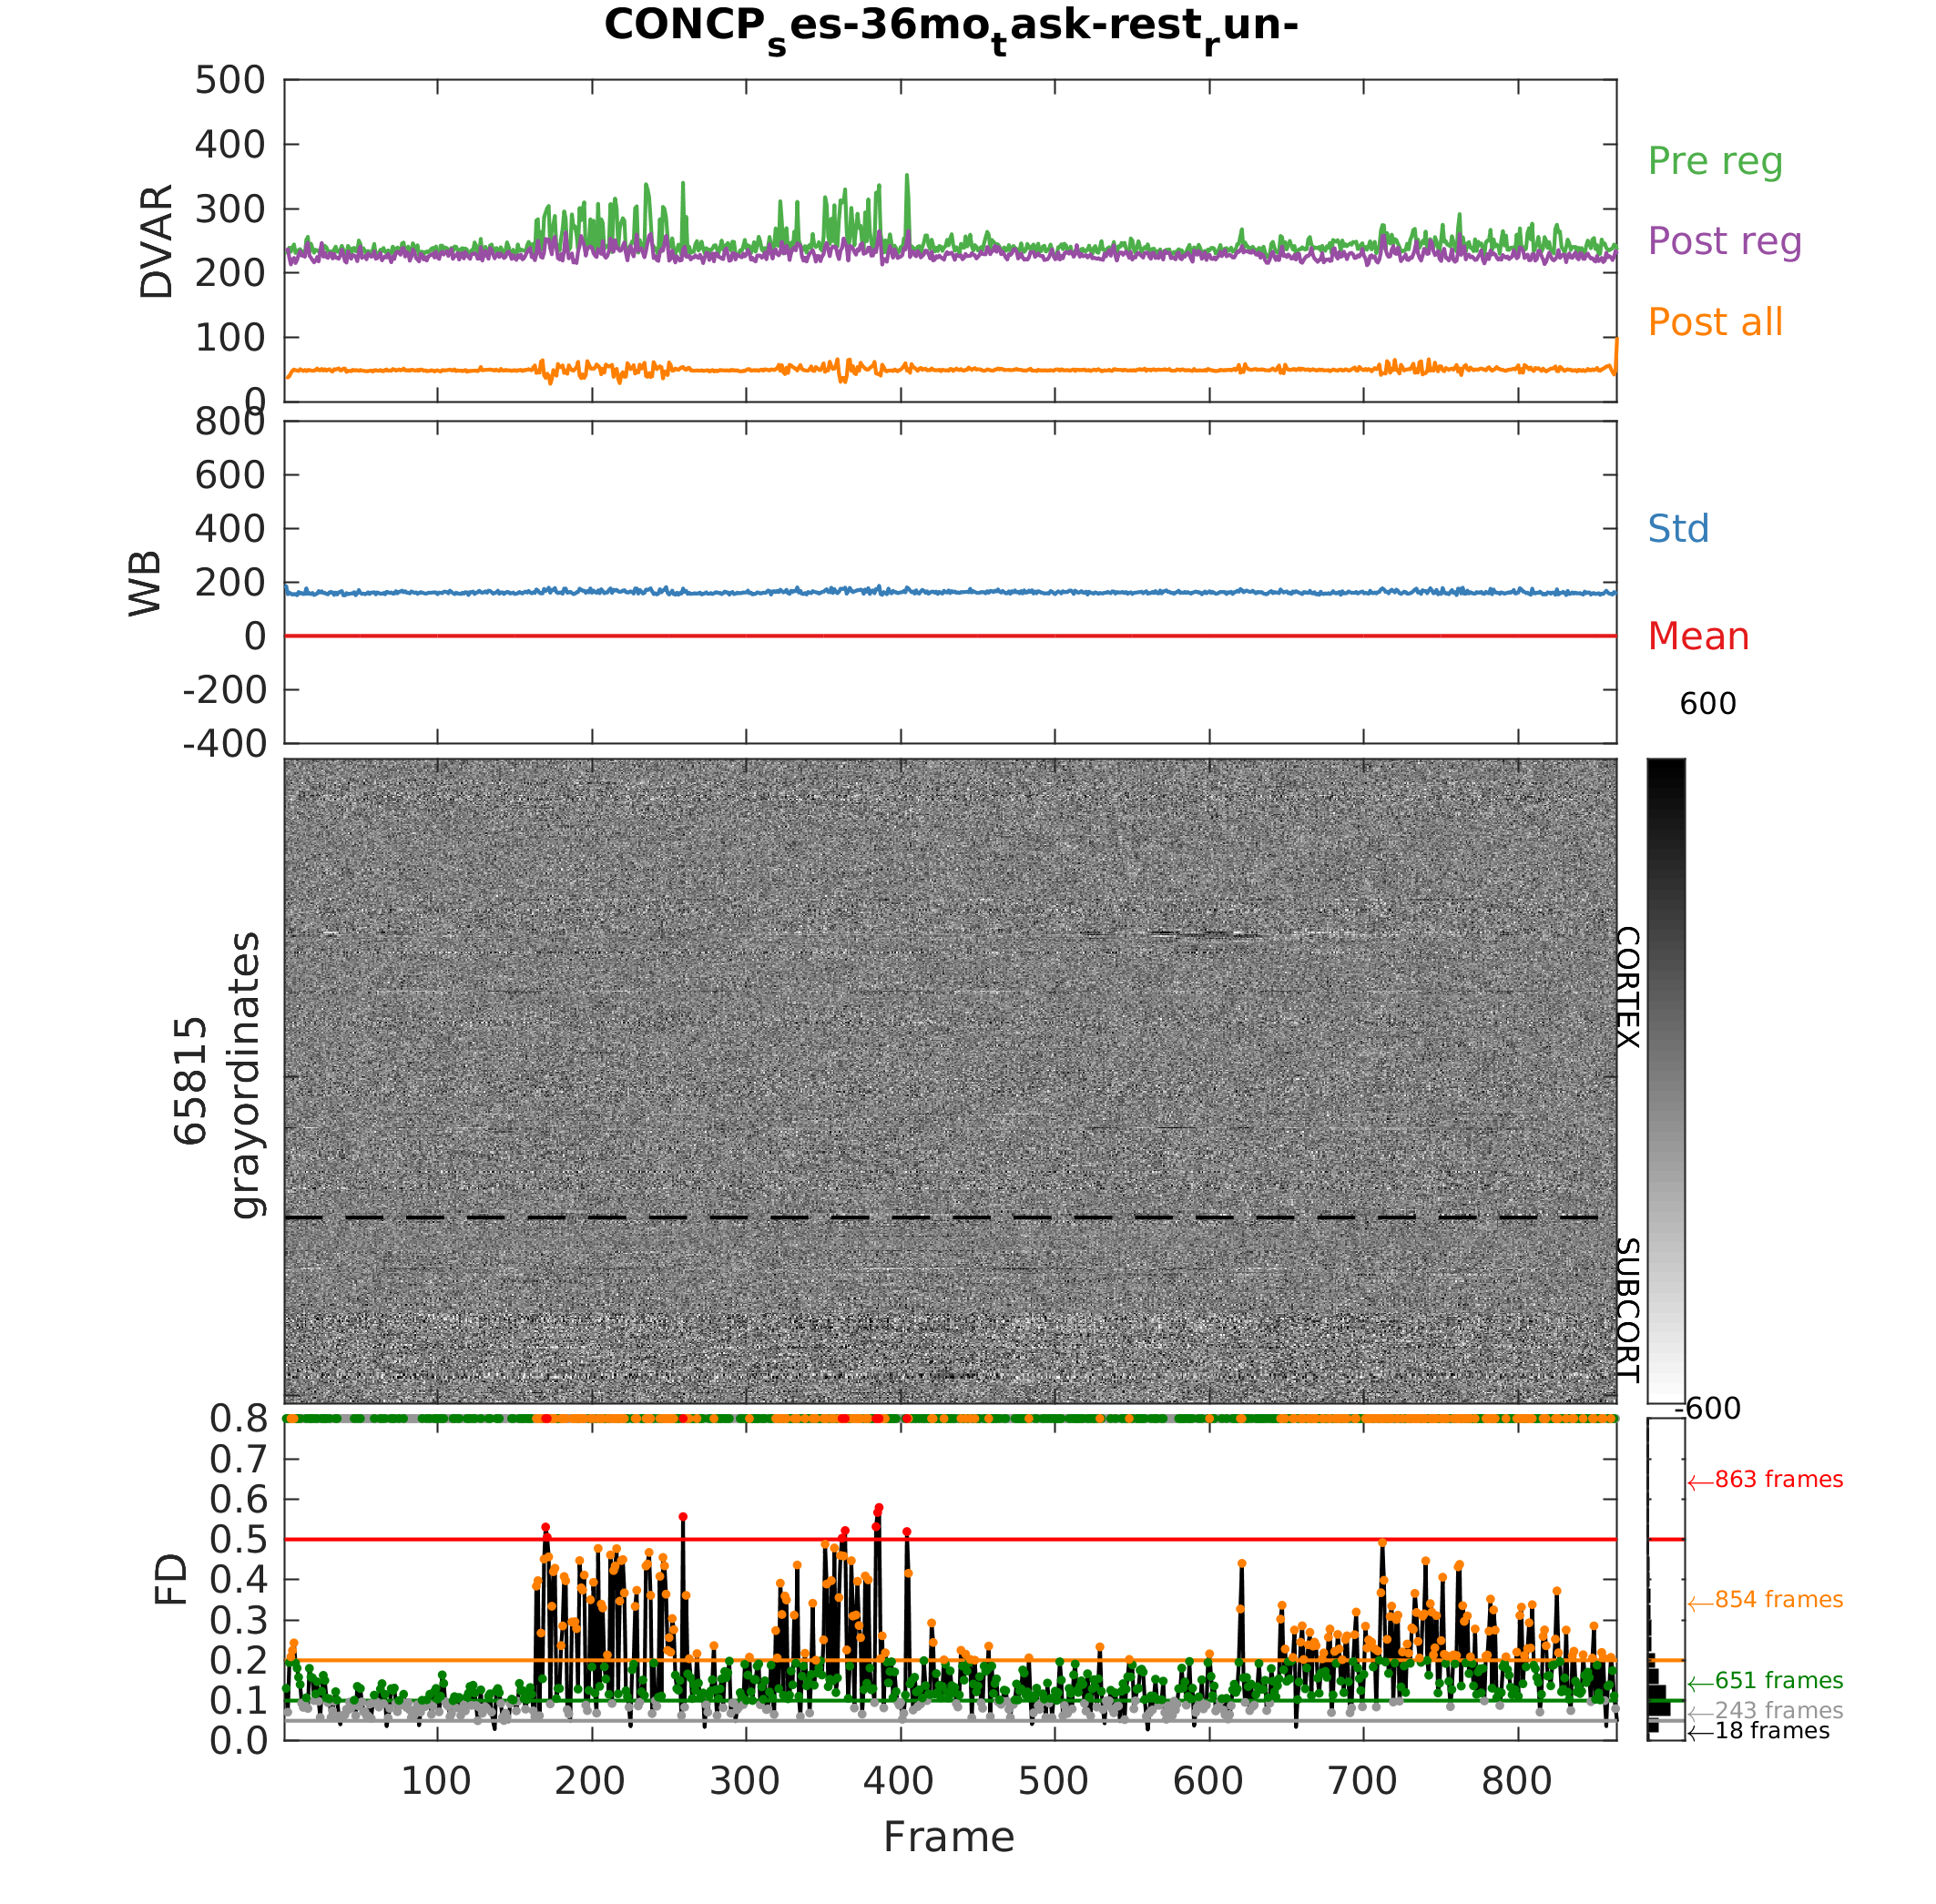 CONCPses-36motask-restrun-
500
400
300
200
100
0
DVAR
Pre reg
Post reg
Post all
800
600
400
200
0
-200
-400
WB
Std
Mean
600
65815
grayordinates
CORTEX
SUBCORT
-600
0.8
0.7
0.6
0.5
0.4
0.3
0.2
0.1
0.0
FD
←863 frames
←854 frames
←651 frames
←243 frames
←18 frames
100 200 300 400 500 600 700 800
Frame